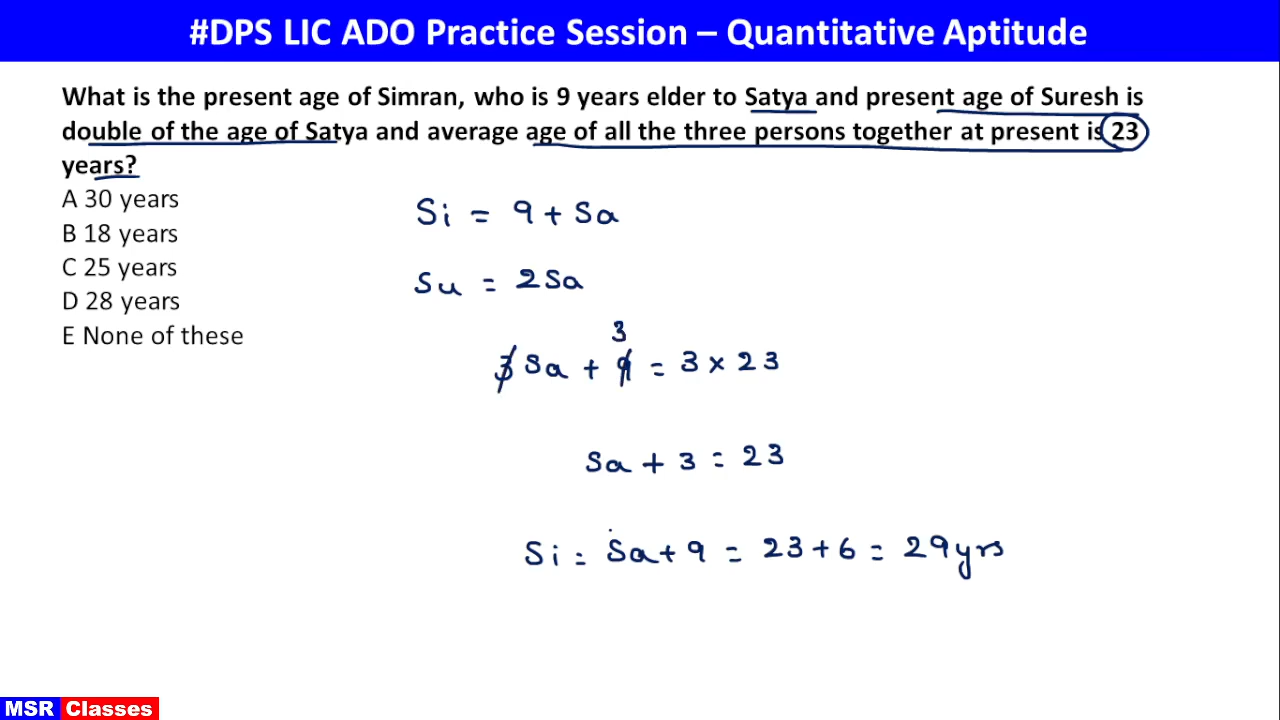 #DPS LIC ADO Practice Session – Quantitative Aptitude
What is the present age of Simran, who is 9 years elder to Satya and present age of Suresh is
double of the age of Satya and average age of all the three persons together at present is 23
years?
A 30 years
B 18 years
C 25 years
D 28 years
E None of these
Si = 9 + Sa
Su = 2Sa
3
3Sa + 9 = 3 × 23
Sa + 3 = 23
Si = Sa + 9 = 23 + 6 = 29 yrs
MSR Classes